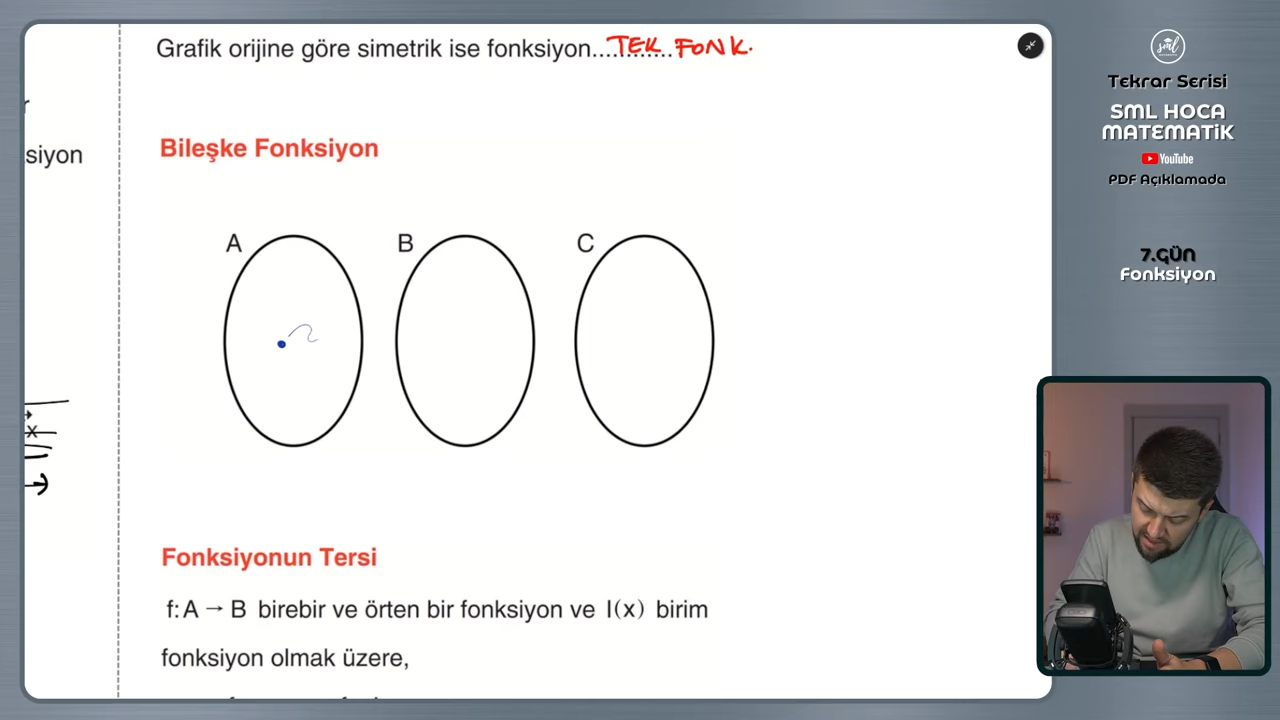 Grafik orijine göre simetrik ise fonksiyon............TEK FONK.
siyon
Bileşke Fonksiyon
A
B
C
x
Fonksiyonun Tersi
f: A → B birebir ve örten bir fonksiyon ve I(x) birim
fonksiyon olmak üzere,
sml
Tekrar Serisi
SML HOCA
MATEMATİK
YouTube
PDF Açıklamada
7.GÜN
Fonksiyon